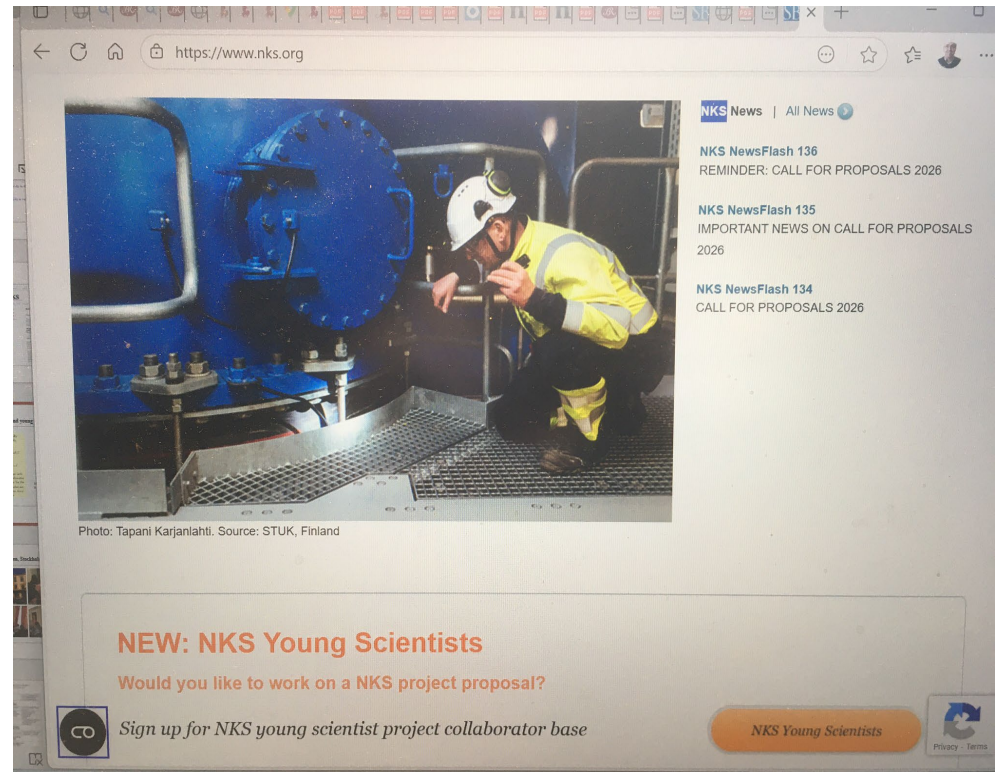 https://www.nks.org
NKS News | All News
NKS NewsFlash 136
REMINDER: CALL FOR PROPOSALS 2026
NKS NewsFlash 135
IMPORTANT NEWS ON CALL FOR PROPOSALS
2026
NKS NewsFlash 134
CALL FOR PROPOSALS 2026
Photo: Tapani Karjanlahti. Source: STUK, Finland
NEW: NKS Young Scientists
Would you like to work on a NKS project proposal?
Sign up for NKS young scientist project collaborator base
NKS Young Scientists
Privacy - Terms